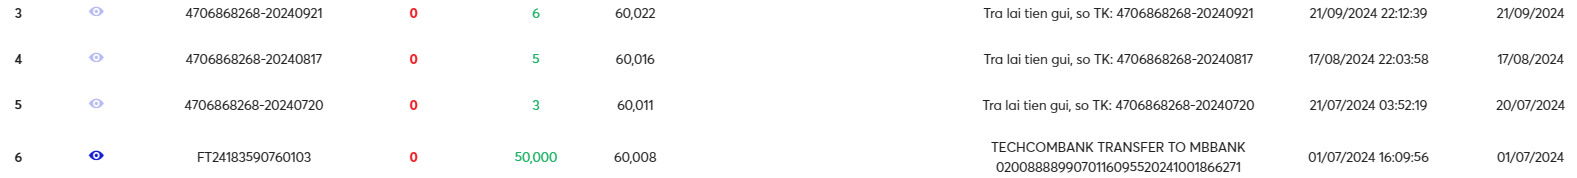 3 4706868268-20240921 0 6 60,022 Tra lai tien gui, so TK: 4706868268-20240921 21/09/2024 22:12:39 21/09/2024
4 4706868268-20240817 0 5 60,016 Tra lai tien gui, so TK: 4706868268-20240817 17/08/2024 22:03:58 17/08/2024
5 4706868268-20240720 0 3 60,011 Tra lai tien gui, so TK: 4706868268-20240720 21/07/2024 03:52:19 20/07/2024
6 FT24183590760103 0 50,000 60,008 TECHCOMBANK TRANSFER TO MBBANK 01/07/2024 16:09:56 01/07/2024
0200888899070116095520241001866271